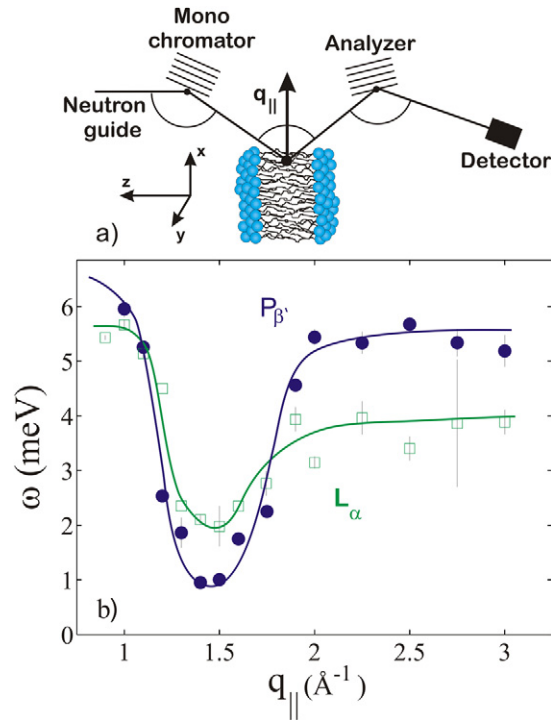 Mono
chromator
Analyzer
q||
Neutron
guide
Detector
x
z
y
a)
Pβ'
Lα
ω (meV)
6
5
4
3
2
1
0
b)
1
1.5
2
2.5
3
q|| (Å⁻¹)